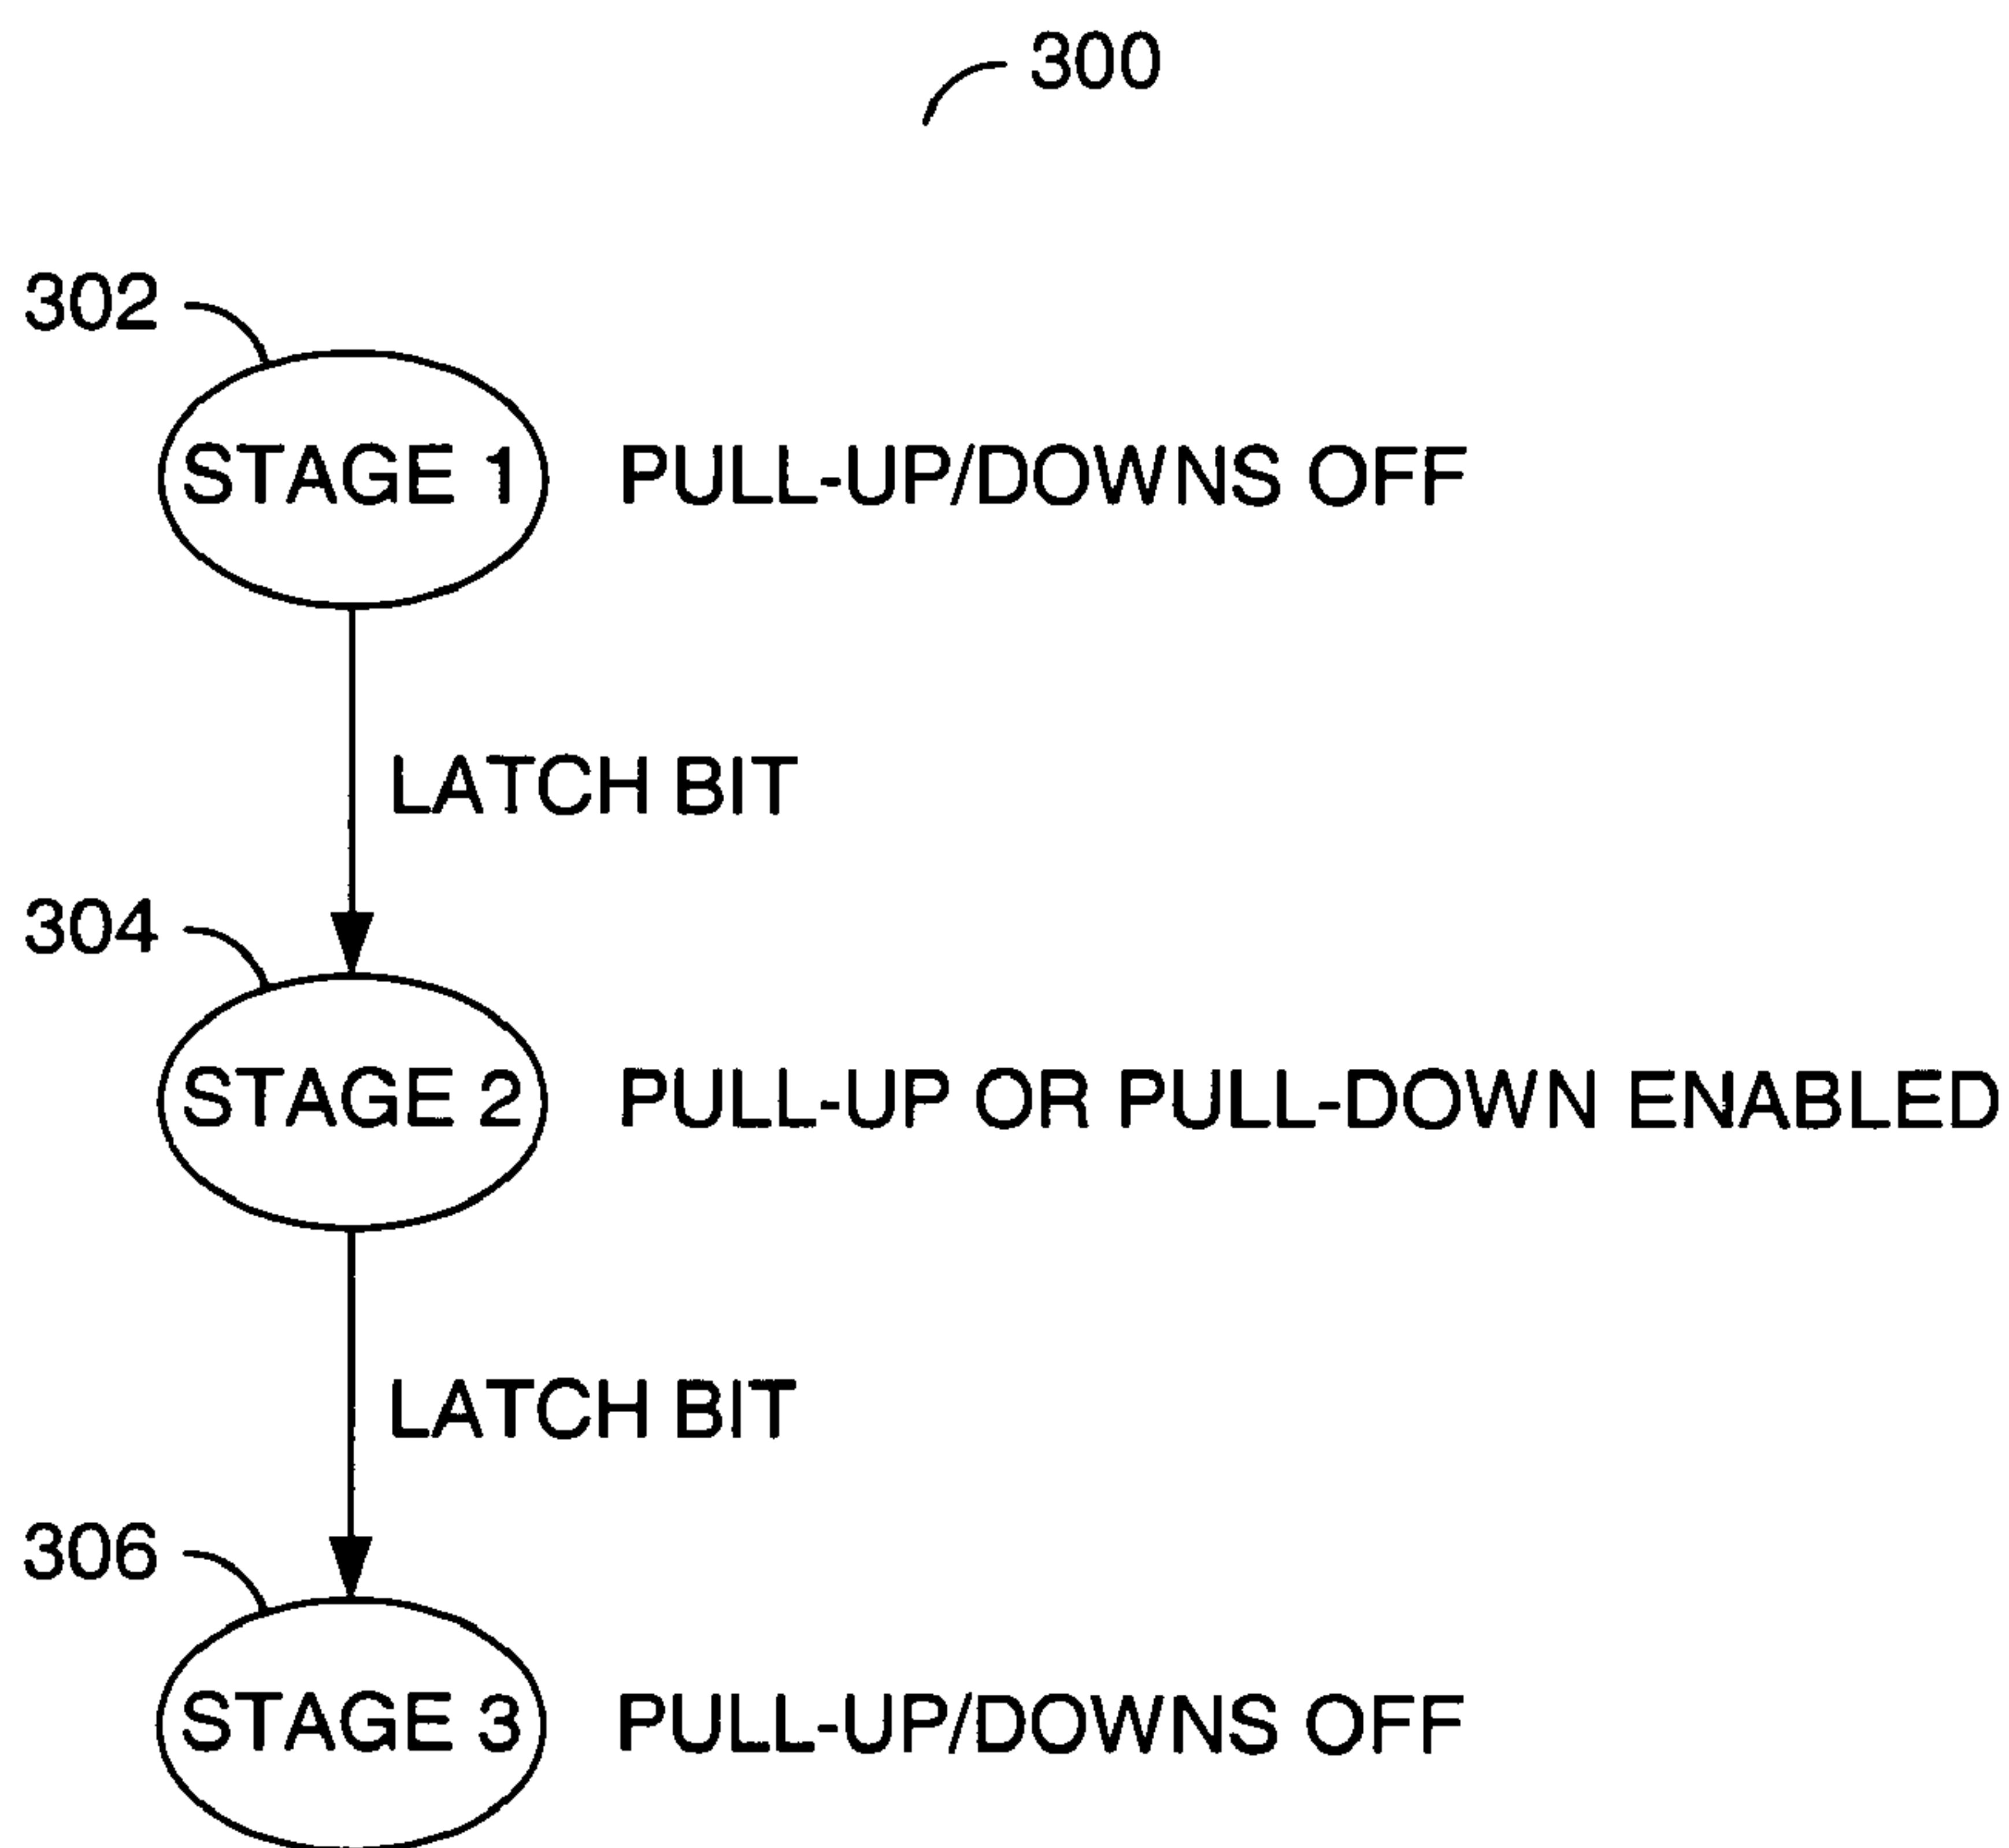 300
302
STAGE 1 PULL-UP/DOWNS OFF
LATCH BIT
304
STAGE 2 PULL-UP OR PULL-DOWN ENABLED
LATCH BIT
306
STAGE 3 PULL-UP/DOWNS OFF